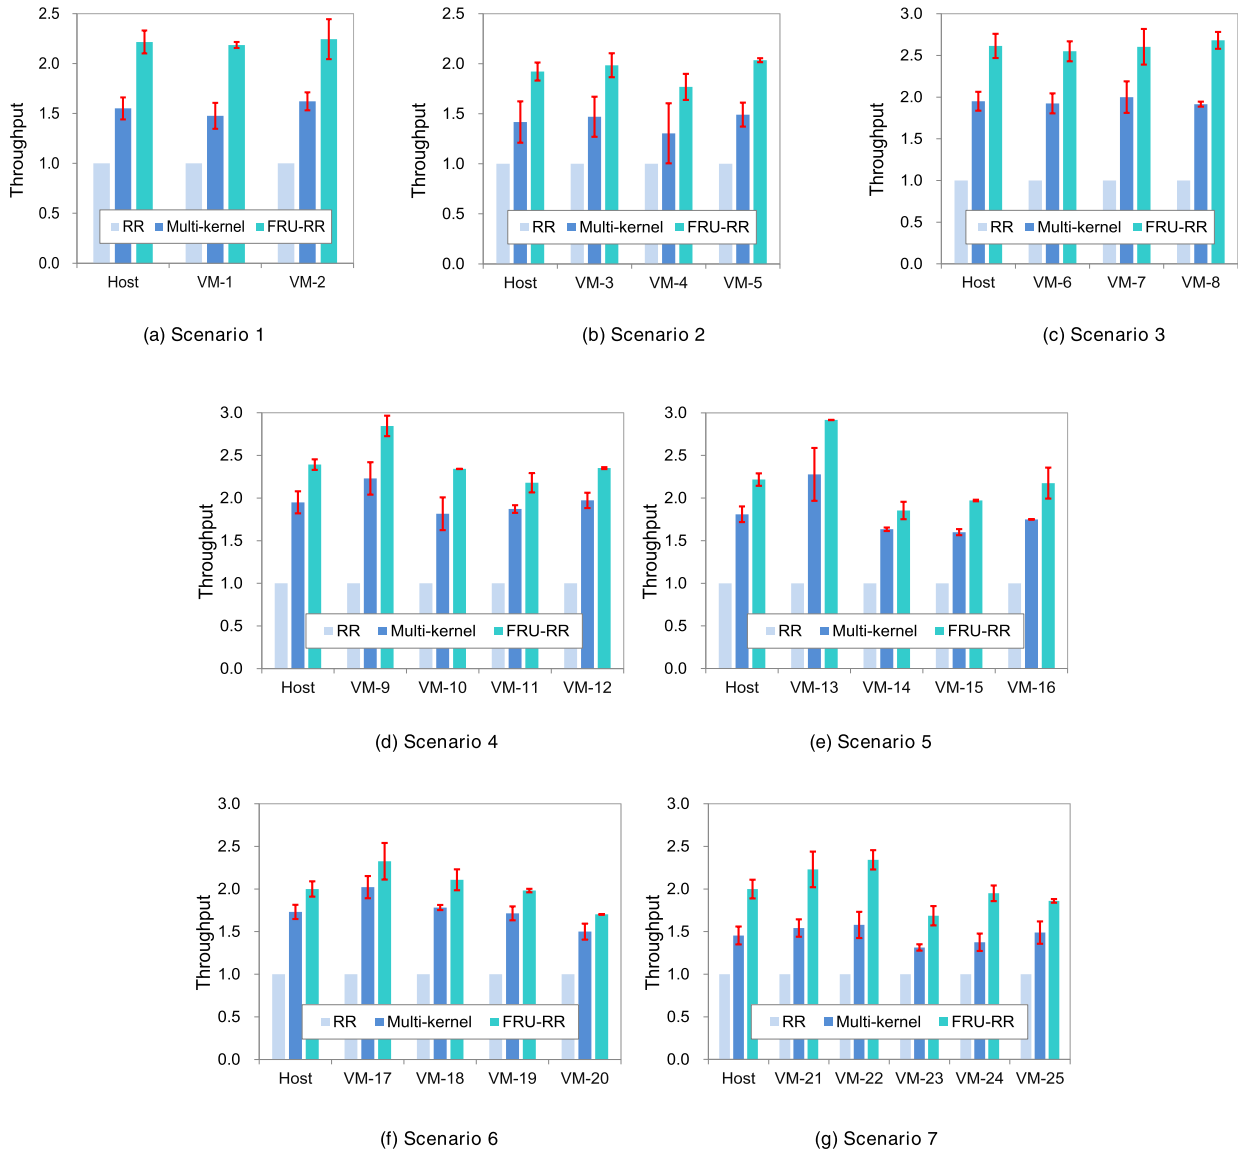 2.5
2.0
1.5
1.0
0.5
0.0
Throughput
RR Multi-kernel FRU-RR
Host VM-1 VM-2
(a) Scenario 1
2.5
2.0
1.5
1.0
0.5
0.0
Throughput
RR Multi-kernel FRU-RR
Host VM-3 VM-4 VM-5
(b) Scenario 2
3.0
2.5
2.0
1.5
1.0
0.5
0.0
Throughput
RR Multi-kernel FRU-RR
Host VM-6 VM-7 VM-8
(c) Scenario 3
3.0
2.5
2.0
1.5
1.0
0.5
0.0
Throughput
RR Multi-kernel FRU-RR
Host VM-9 VM-10 VM-11 VM-12
(d) Scenario 4
3.0
2.5
2.0
1.5
1.0
0.5
0.0
Throughput
RR Multi-kernel FRU-RR
Host VM-13 VM-14 VM-15 VM-16
(e) Scenario 5
3.0
2.5
2.0
1.5
1.0
0.5
0.0
Throughput
RR Multi-kernel FRU-RR
Host VM-17 VM-18 VM-19 VM-20
(f) Scenario 6
3.0
2.5
2.0
1.5
1.0
0.5
0.0
Throughput
RR Multi-kernel FRU-RR
Host VM-21 VM-22 VM-23 VM-24 VM-25
(g) Scenario 7